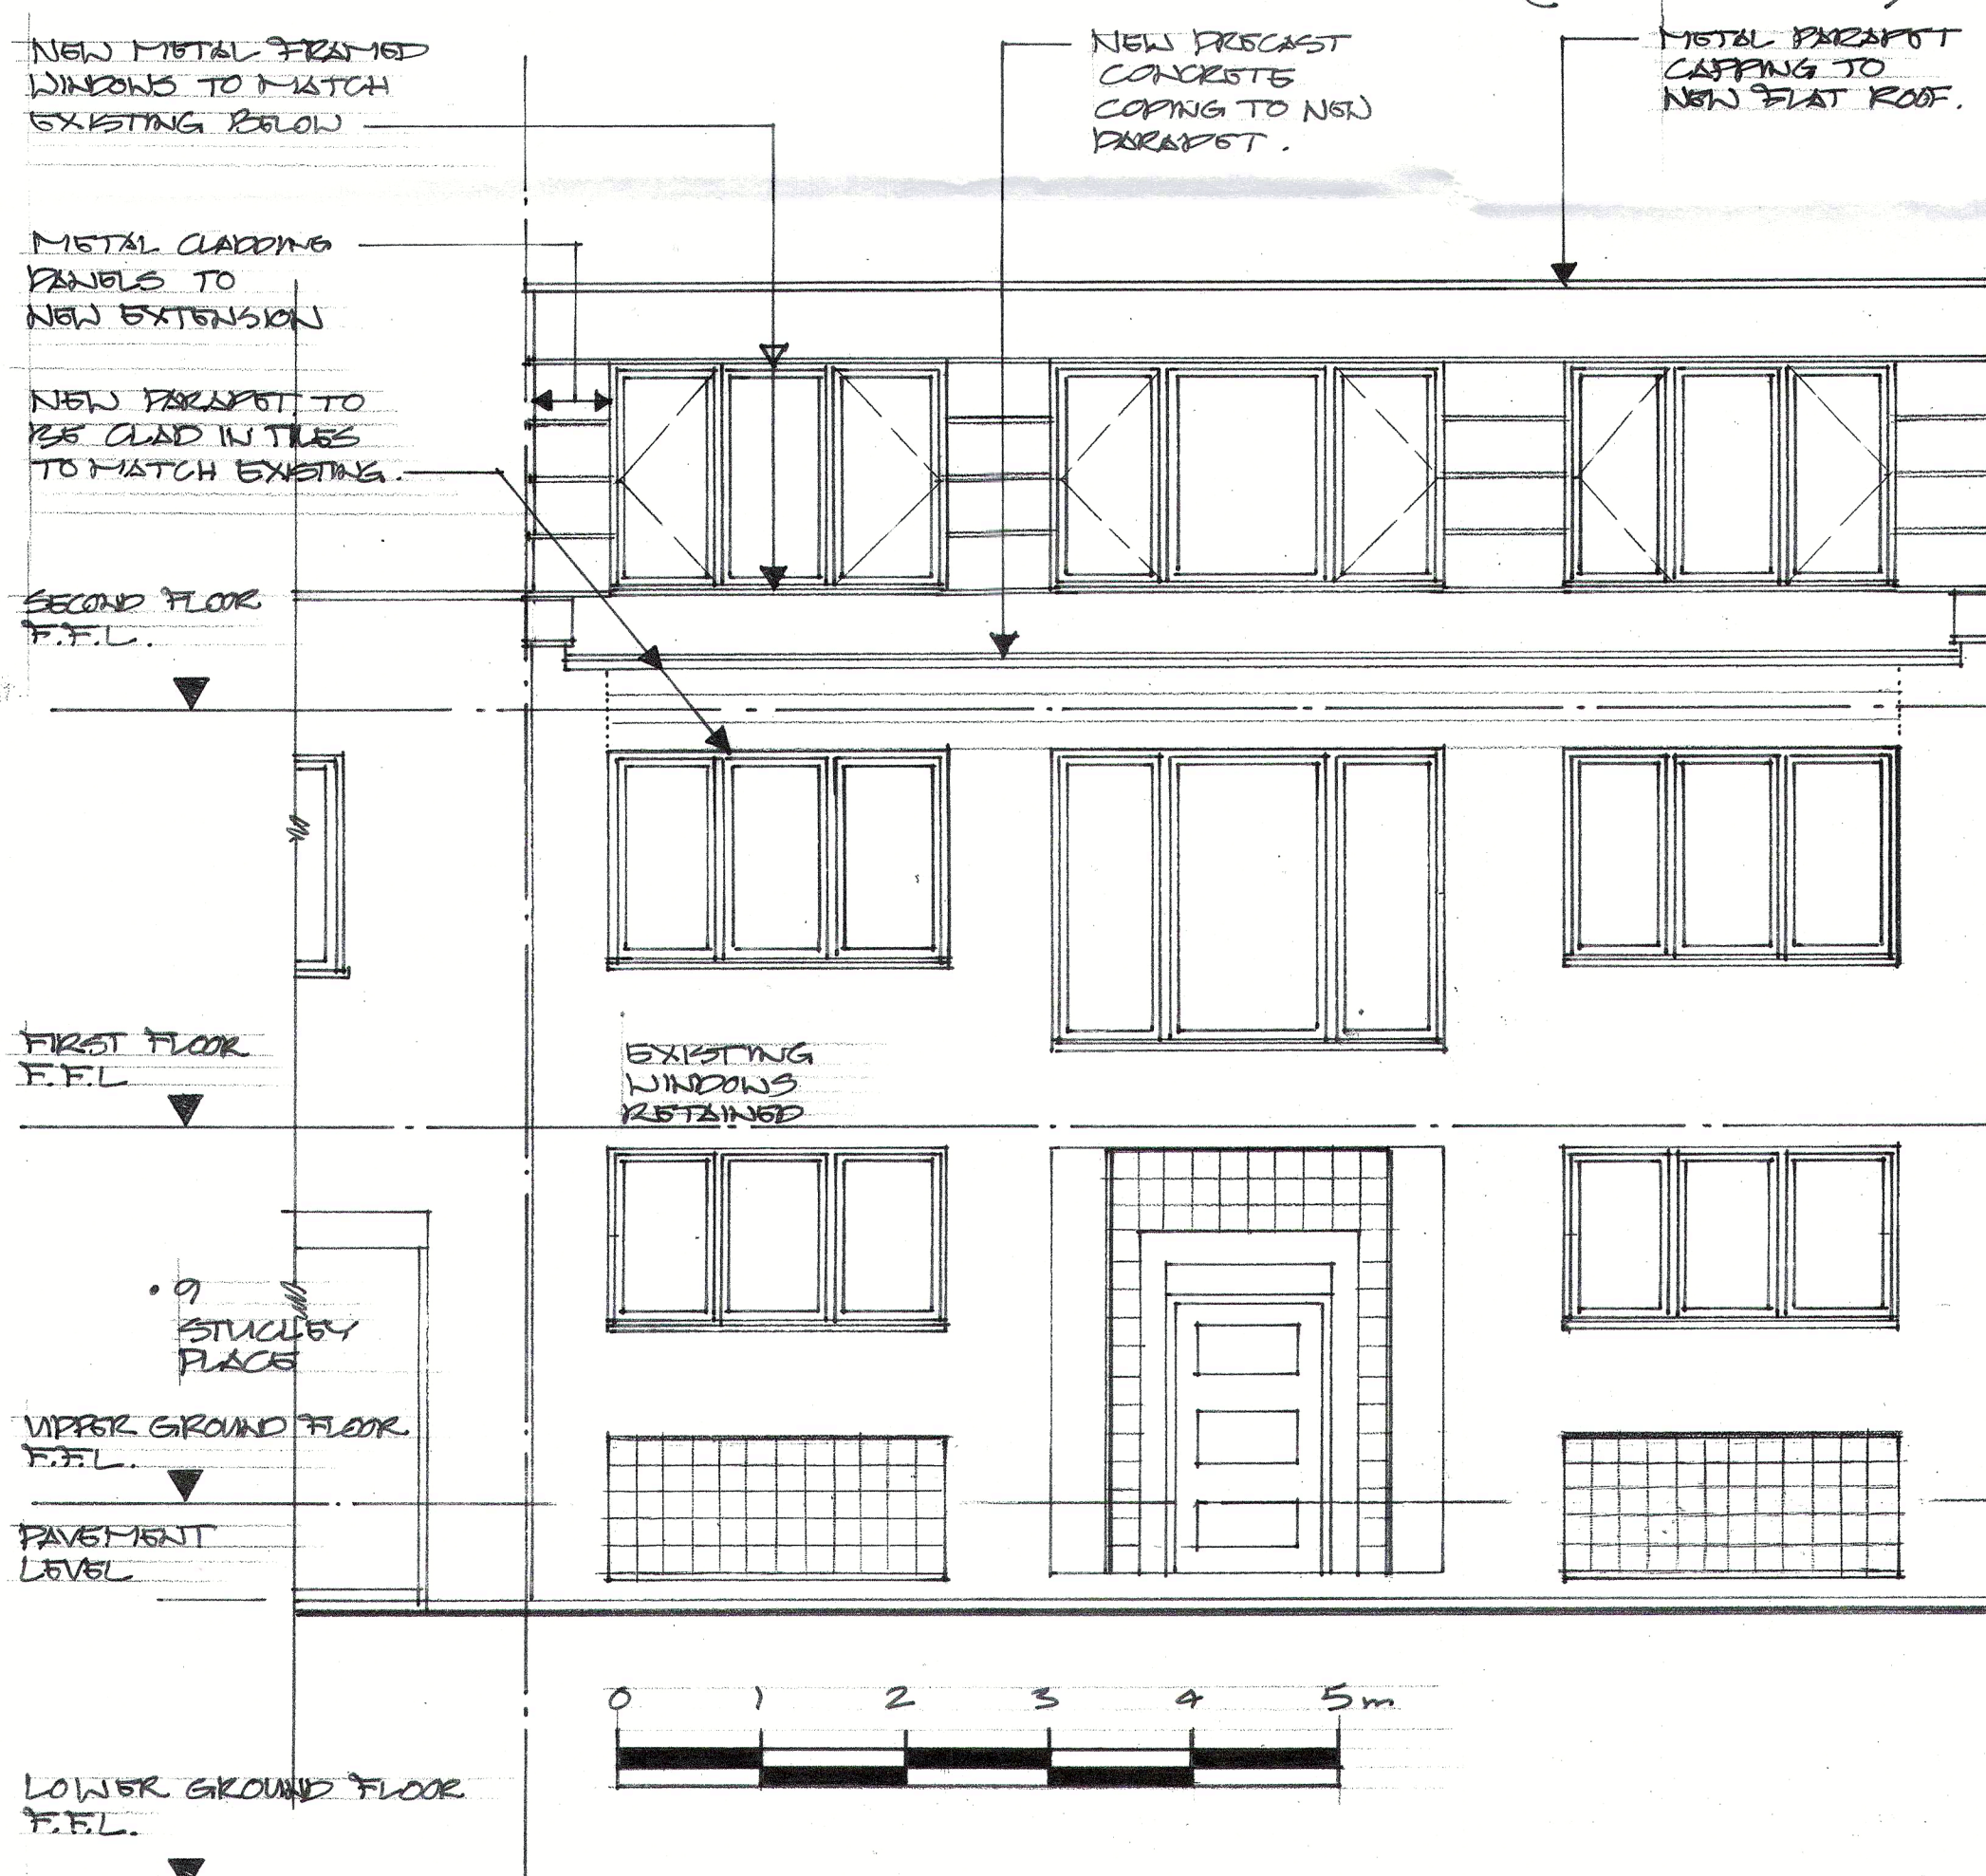 NEW METAL FRAMED
WINDOWS TO MATCH
EXISTING BELOW
NEW PRECAST
CONCRETE
COPING TO NEW
PARAPET.
METAL PARAPET
CAPPING TO
NEW FLAT ROOF.
METAL CLADDING
PANELS TO
NEW EXTENSION
NEW PARAPET TO
BE CLAD IN TILES
TO MATCH EXISTING.
SECOND FLOOR
F.F.L.
FIRST FLOOR
F.F.L
EXISTING
WINDOWS
RETAINED
• 9
STUCLEY
PLACE
UPPER GROUND FLOOR
F.F.L.
PAVEMENT
LEVEL
0 1 2 3 4 5m
LOWER GROUND FLOOR
F.F.L.